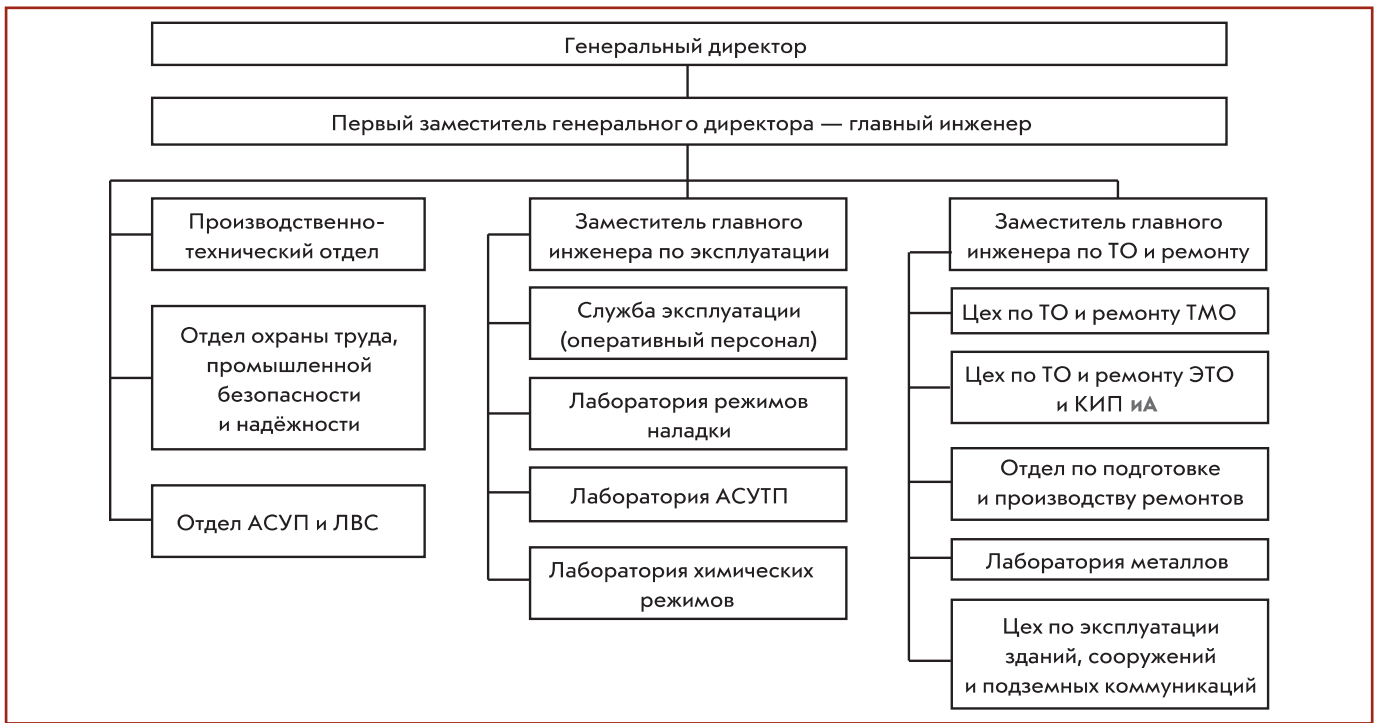 Генеральный директор
Первый заместитель генерального директора — главный инженер
Производственно-
технический отдел
Отдел охраны труда,
промышленной
безопасности
и надёжности
Отдел АСУП и ЛВС
Заместитель главного
инженера по эксплуатации
Служба эксплуатации
(оперативный персонал)
Лаборатория режимов
наладки
Лаборатория АСУТП
Лаборатория химических
режимов
Заместитель главного
инженера по ТО и ремонту
Цех по ТО и ремонту ТМО
Цех по ТО и ремонту ЭТО
и КИП иА
Отдел по подготовке
и производству ремонтов
Лаборатория металлов
Цех по эксплуатации
зданий, сооружений
и подземных коммуникаций